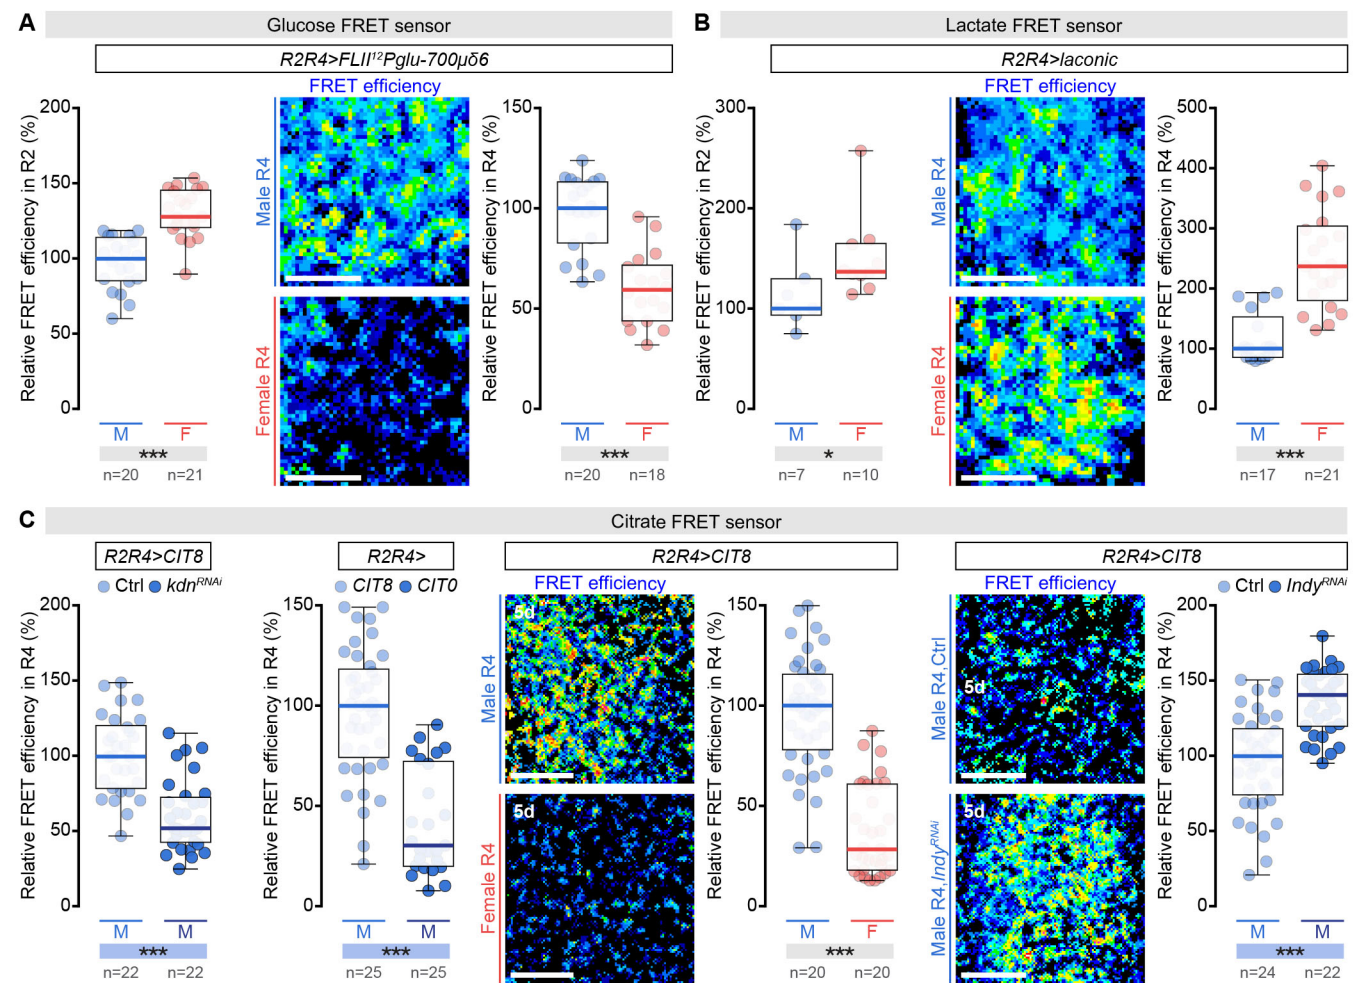 A
Glucose FRET sensor
R2R4>FLII¹²Pglu-700μδ6
FRET efficiency
Relative FRET efficiency in R2 (%)
200
150
100
50
0
M
F
***
n=20
n=21
Male R4
Female R4
Relative FRET efficiency in R4 (%)
150
100
50
0
M
F
***
n=20
n=18
B
Lactate FRET sensor
R2R4>laconic
FRET efficiency
Relative FRET efficiency in R2 (%)
300
200
100
0
M
F
*
n=7
n=10
Male R4
Female R4
Relative FRET efficiency in R4 (%)
500
400
300
200
100
0
M
F
***
n=17
n=21
C
Citrate FRET sensor
R2R4>CIT8
Ctrl kdnᴿᴺᴬⁱ
Relative FRET efficiency in R4 (%)
200
150
100
50
0
M
M
***
n=22
n=22
R2R4>
CIT8 CIT0
Relative FRET efficiency in R4 (%)
150
100
50
0
M
M
***
n=25
n=25
R2R4>CIT8
FRET efficiency
Male R4
5d
Female R4
5d
Relative FRET efficiency in R4 (%)
150
100
50
0
M
F
***
n=20
n=20
R2R4>CIT8
FRET efficiency
Ctrl Indyᴿᴺᴬⁱ
Male R4,Ctrl
5d
Male R4,Indyᴿᴺᴬⁱ
5d
Relative FRET efficiency in R4 (%)
200
150
100
50
0
M
M
***
n=24
n=22